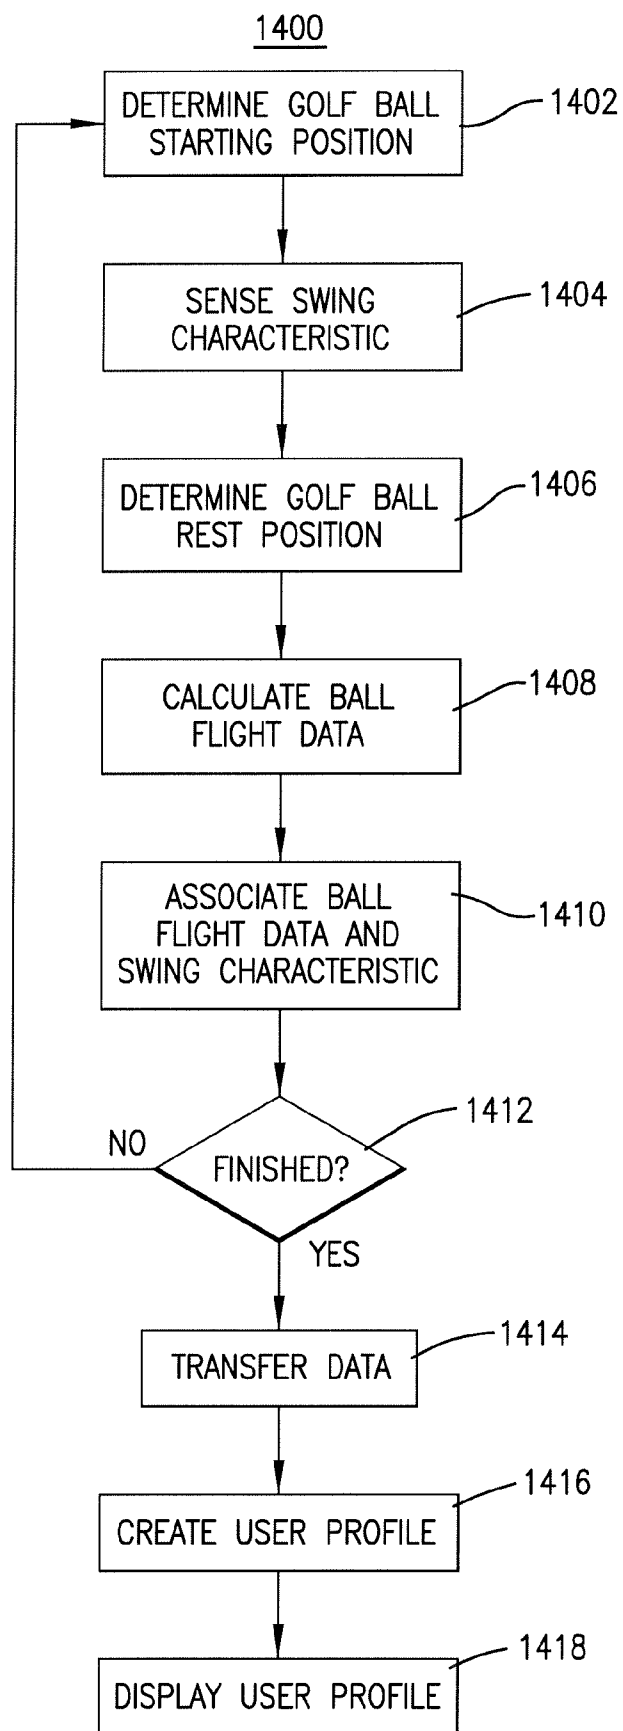 1400
DETERMINE GOLF BALL
STARTING POSITION
1402
SENSE SWING
CHARACTERISTIC
1404
DETERMINE GOLF BALL
REST POSITION
1406
CALCULATE BALL
FLIGHT DATA
1408
ASSOCIATE BALL
FLIGHT DATA AND
SWING CHARACTERISTIC
1410
FINISHED?
1412
NO
YES
TRANSFER DATA
1414
CREATE USER PROFILE
1416
DISPLAY USER PROFILE
1418